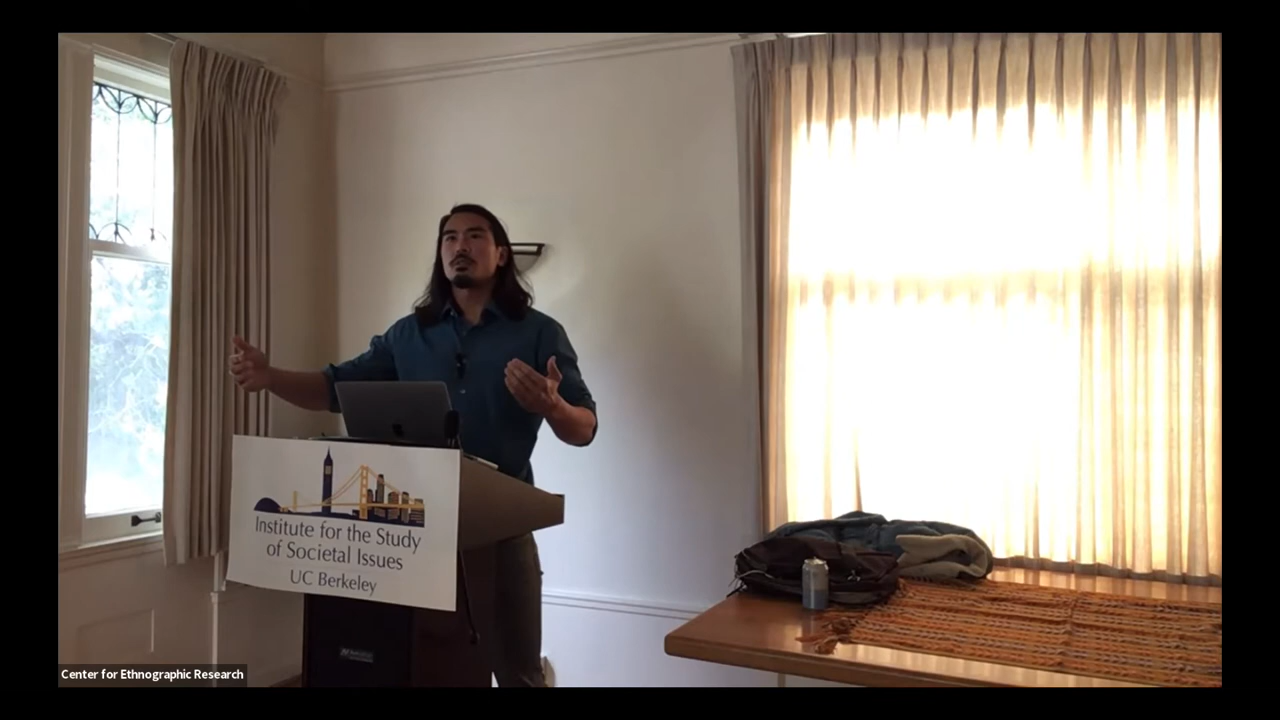 Institute for the Study
of Societal Issues
UC Berkeley
Center for Ethnographic Research